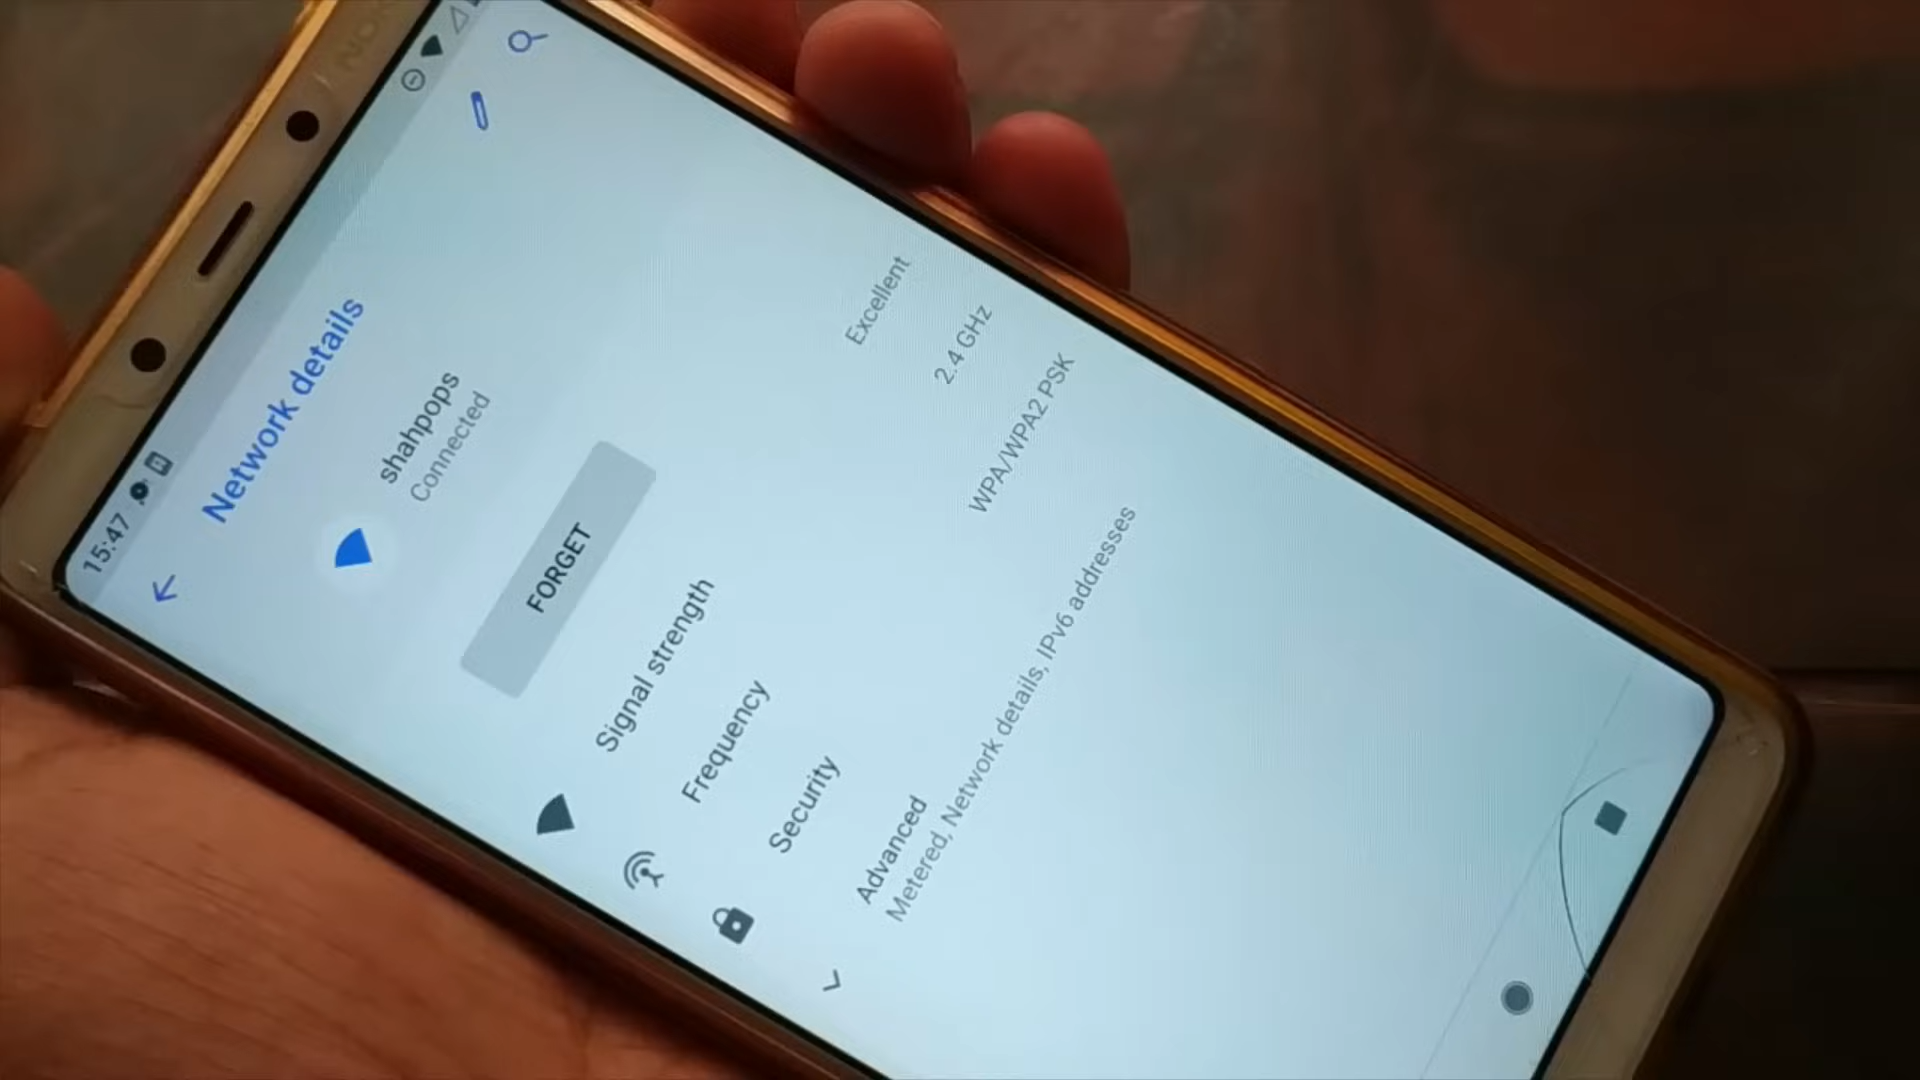 15:47
Network details
shahpops
Connected
FORGET
Signal strength
Excellent
Frequency
2.4 GHz
Security
WPA/WPA2 PSK
Advanced
Metered, Network details, IPv6 addresses